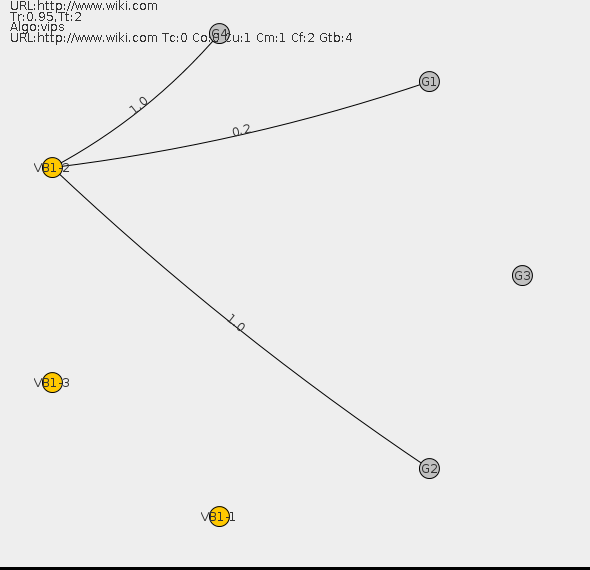 URL:http://www.wiki.com
Tr:0.95,Tt:2
Algo:vips
URL:http://www.wiki.com Tc:0 Co:0 Cu:1 Cm:1 Cf:2 Gtb:4
G4
G1
1.0
0.2
VB1-2
G3
1.0
VB1-3
G2
VB1-1